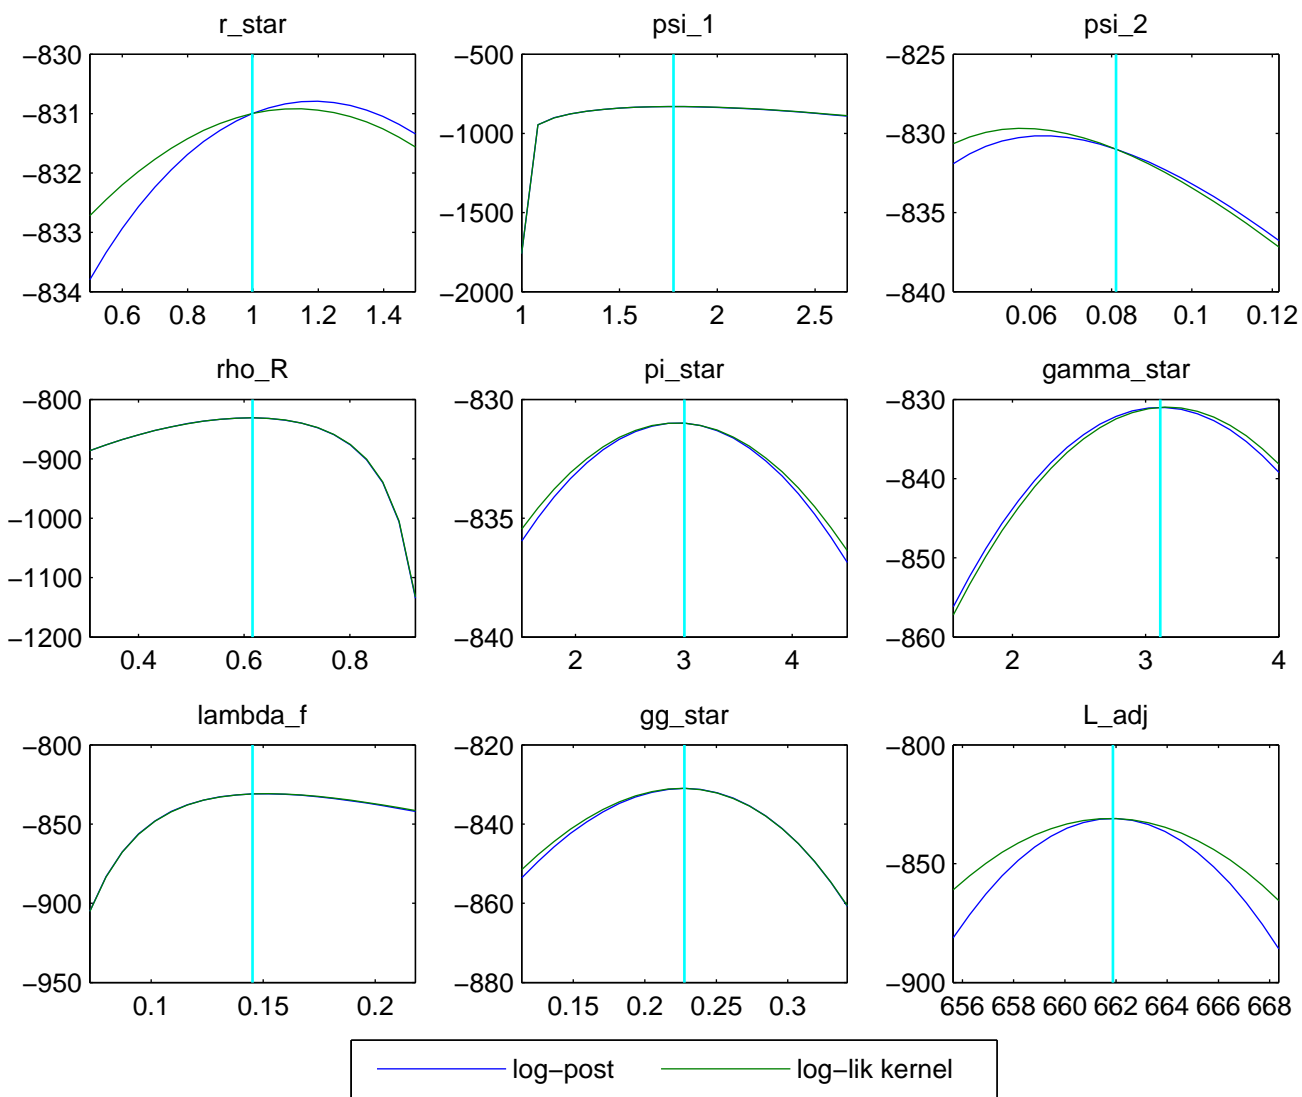 r_star psi_1 psi_2
−830 −831 −832 −833 −834
0.6 0.8 1 1.2 1.4
−500 −1000 −1500 −2000
1 1.5 2 2.5
−825 −830 −835 −840
0.06 0.08 0.1 0.12
rho_R pi_star gamma_star
−800 −900 −1000 −1100 −1200
0.4 0.6 0.8
−830 −835 −840
2 3 4
−830 −840 −850 −860
2 3 4
lambda_f gg_star L_adj
−800 −850 −900 −950
0.1 0.15 0.2
−820 −840 −860 −880
0.15 0.2 0.25 0.3
−800 −850 −900
656 658 660 662 664 666 668
log−post log−lik kernel